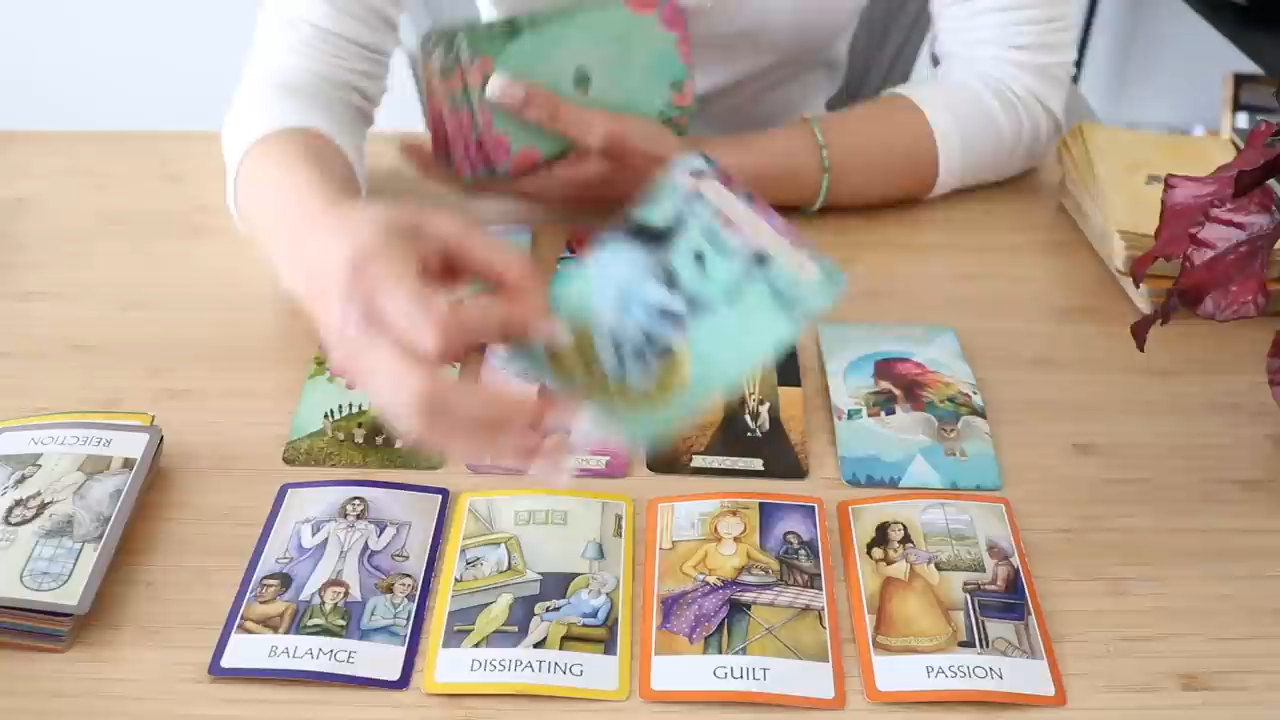 REJECTION
BALAMCE
DISSIPATING
GUILT
PASSION